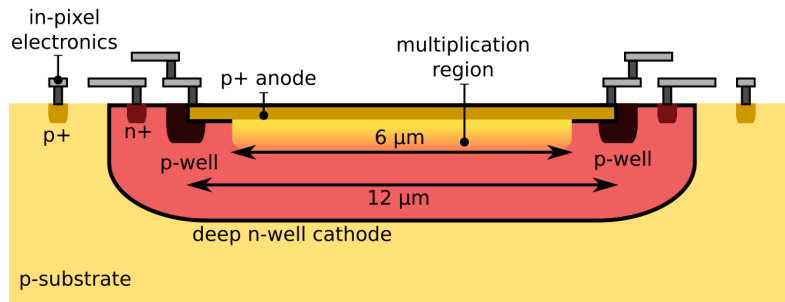 in-pixel
electronics
p+ anode
multiplication
region
p+
n+
p-well
6 μm
p-well
12 μm
deep n-well cathode
p-substrate